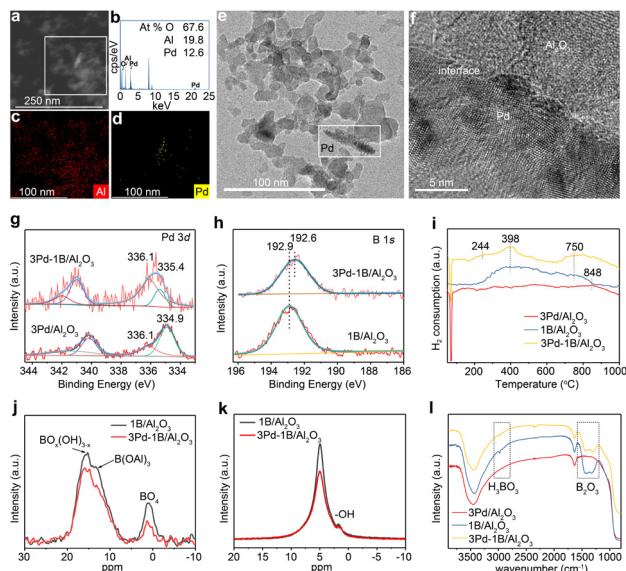 a
250 nm
b
At % O 67.6
Al 19.8
Pd 12.6
cps/eV
Al
O Pd
Pd
0 5 10 15 20 25
keV
c
100 nm
Al
d
100 nm
Pd
e
Pd
100 nm
f
Al2O3
interface
Pd
5 nm
g
Pd 3d
3Pd-1B/Al2O3
336.1
335.4
3Pd/Al2O3
336.1
334.9
Intensity (a.u.)
344 342 340 338 336 334
Binding Energy (eV)
h
B 1s
192.6
192.9
3Pd-1B/Al2O3
1B/Al2O3
Intensity (a.u.)
196 194 192 190 188 186
Binding Energy (eV)
i
244
398
750
848
3Pd/Al2O3
1B/Al2O3
3Pd-1B/Al2O3
H2 consumption (a.u.)
0 200 400 600 800 1000
Temperature (oC)
j
1B/Al2O3
3Pd-1B/Al2O3
BOx(OH)3-x
B(OAl)3
BO4
Intensity (a.u.)
30 20 10 0 -10
ppm
k
1B/Al2O3
3Pd-1B/Al2O3
-OH
Intensity (a.u.)
20 15 10 5 0 -5 -10
ppm
l
H3BO3
B2O3
3Pd/Al2O3
1B/Al2O3
3Pd-1B/Al2O3
Intensity (a.u.)
3500 3000 2500 2000 1500 1000
wavenumber (cm-1)